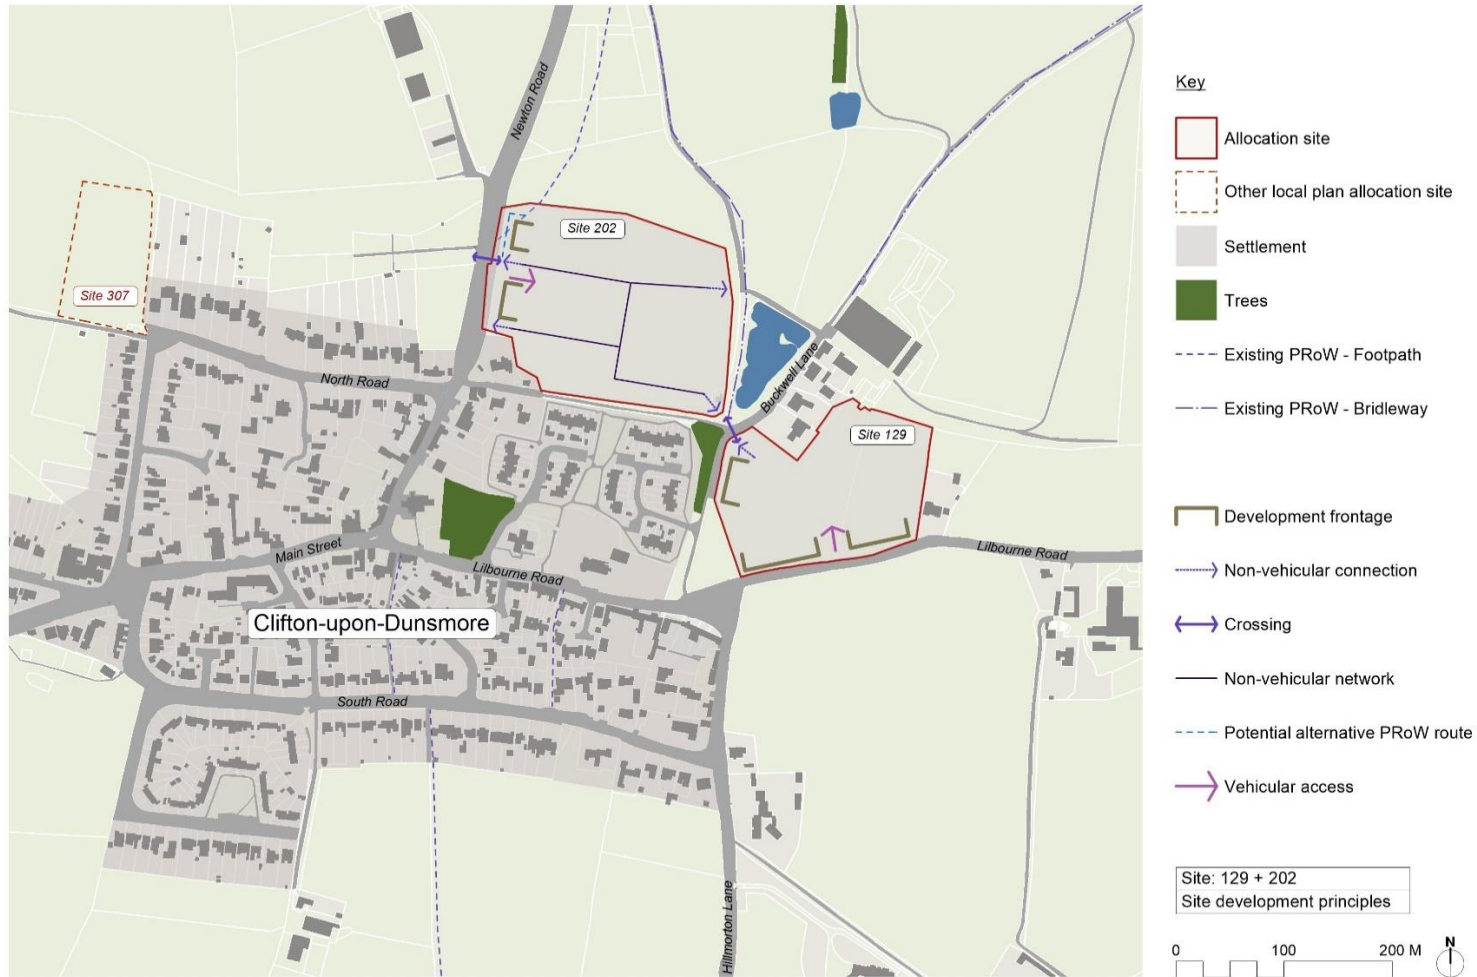 Newton Road
Site 202
Site 307
North Road
Buckwell Lane
Site 129
Main Street
Lilbourne Road
Lilbourne Road
Clifton-upon-Dunsmore
South Road
Hillmorton Lane
Key
Allocation site
Other local plan allocation site
Settlement
Trees
Existing PRoW - Footpath
Existing PRoW - Bridleway
Development frontage
Non-vehicular connection
Crossing
Non-vehicular network
Potential alternative PRoW route
Vehicular access
Site: 129 + 202
Site development principles
0 100 200 M
N